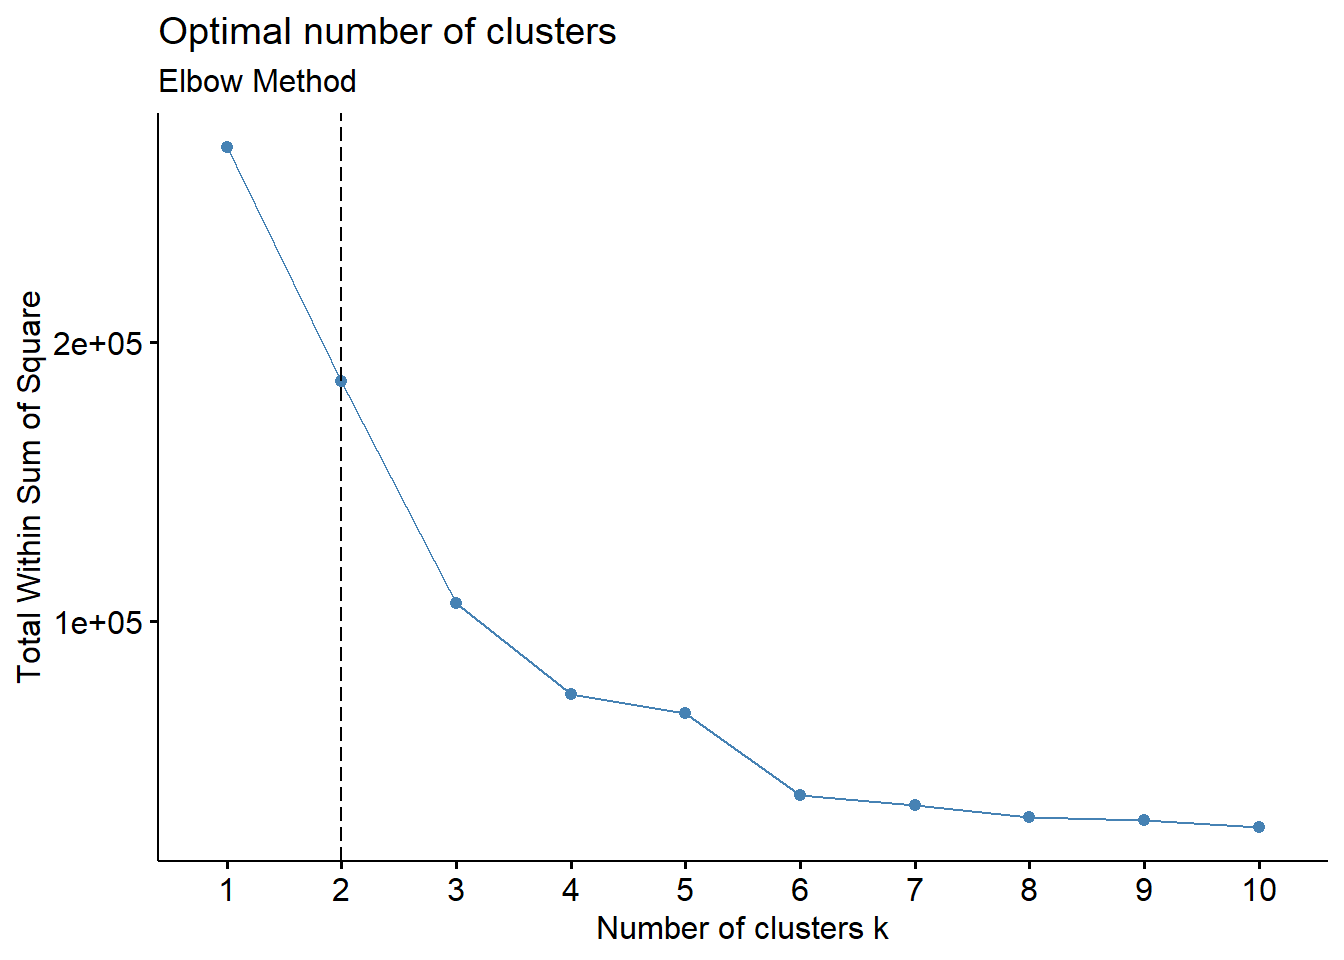 Optimal number of clusters
Elbow Method
Total Within Sum of Square
2e+05
1e+05
1 2 3 4 5 6 7 8 9 10
Number of clusters k